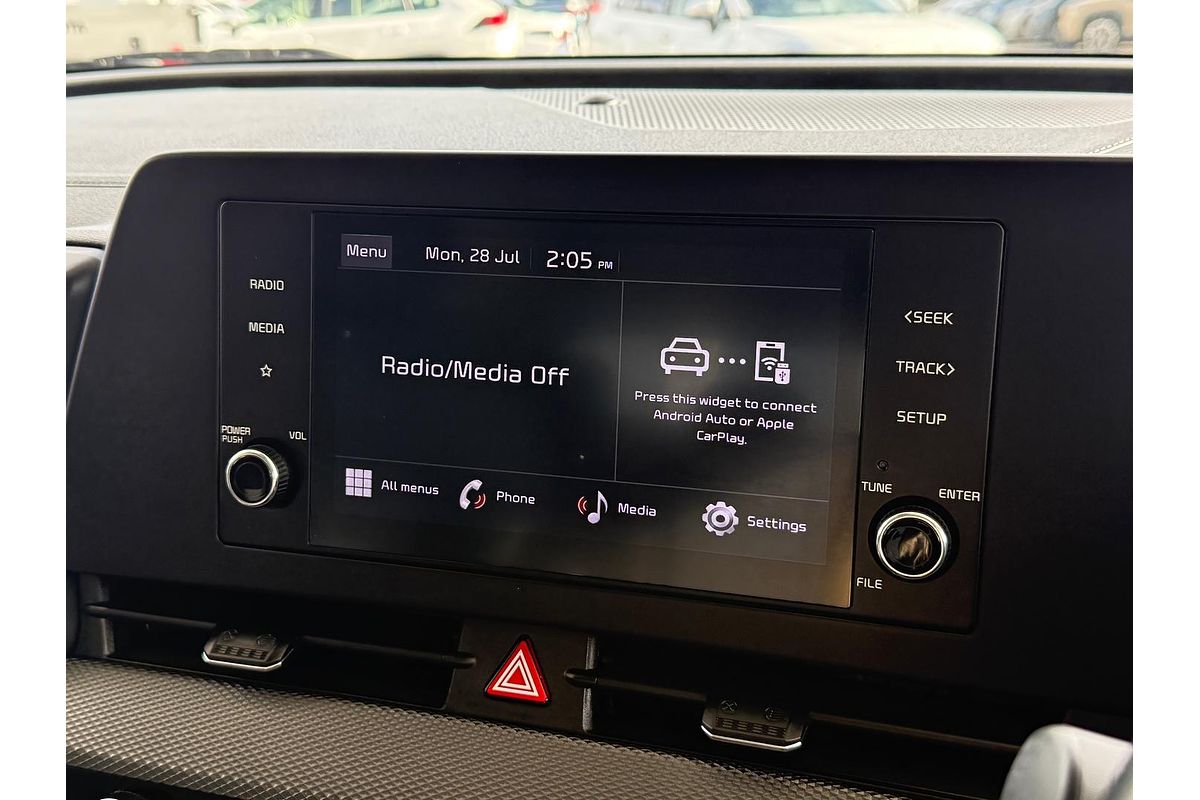 Menu
Mon, 28 Jul
2:05 PM
RADIO
MEDIA
Radio/Media Off
Press this widget to connect
Android Auto or Apple
CarPlay.
<SEEK
TRACK>
SETUP
POWER
PUSH
VOL
All menus
Phone
Media
Settings
TUNE
ENTER
FILE